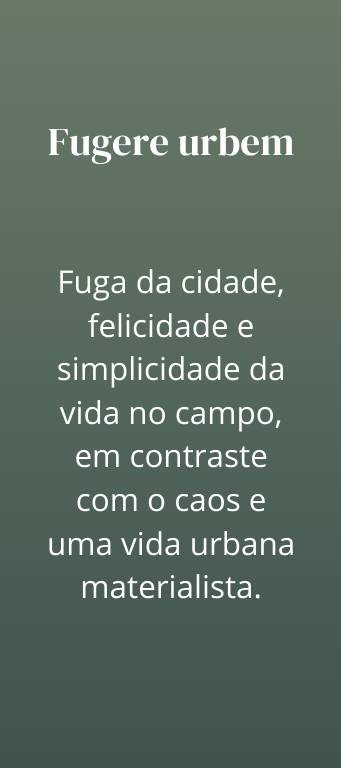 Fugere urbem
Fuga da cidade,
felicidade e
simplicidade da
vida no campo,
em contraste
com o caos e
uma vida urbana
materialista.